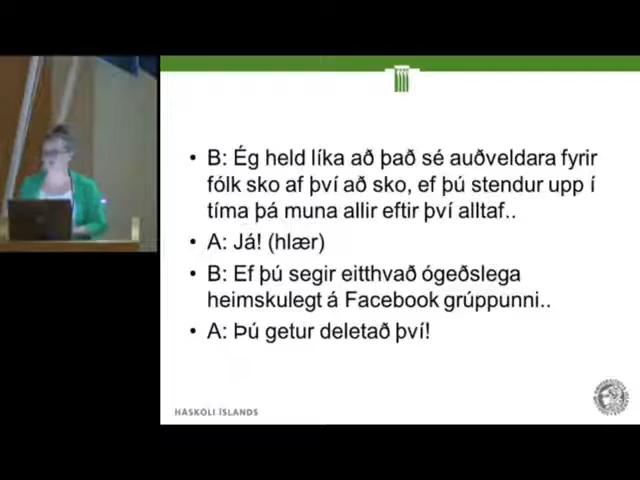 • B: Ég held líka að það sé auðveldara fyrir
fólk sko af því að sko, ef þú stendur upp í
tíma þá muna allir eftir því alltaf..
• A: Já! (hlær)
• B: Ef þú segir eitthvað ógeðslega
heimskulegt á Facebook grúppunni..
• A: Þú getur deletað því!
HÁSKÓLI ÍSLANDS